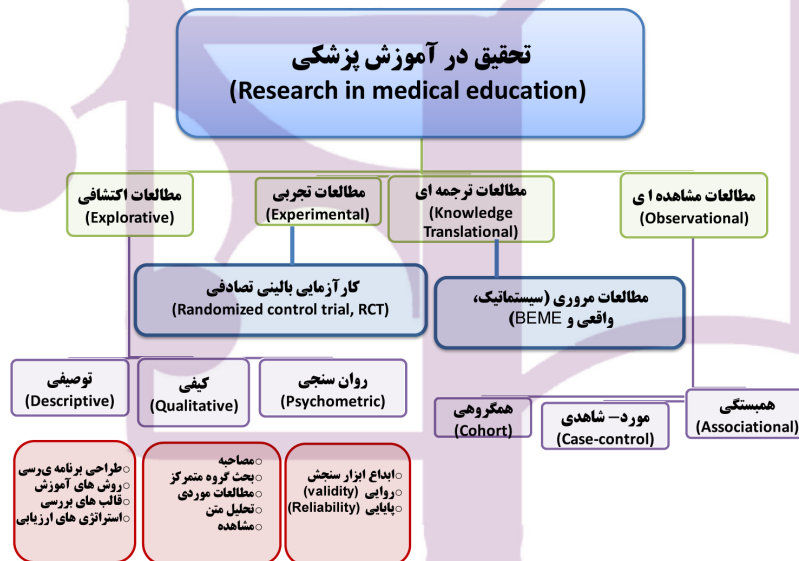 تحقیق در آموزش پزشکی
(Research in medical education)
مطالعات مشاهده ا ی
(Observational)
مطالعات ترجمه ای
(Knowledge
Translational)
مطالعات تجربی
(Experimental)
مطالعات اکتشافی
(Explorative)
مطالعات مروری (سیستماتیک،
واقعی و BEME)
کارآزمایی بالینی تصادفی
(Randomized control trial, RCT)
همبستگی
(Associational)
مورد– شاهدی
(Case-control)
همگروهی
(Cohort)
روان سنجی
(Psychometric)
کیفی
(Qualitative)
توصیفی
(Descriptive)
○ابداع ابزار سنجش
○روایی (validity)
○پایایی (Reliability)
○مصاحبه
○بحث گروه متمرکز
○مطالعات موردی
○تحلیل متن
○مشاهده
○طراحی برنامه ی‌رسی
○روش های آموزش
○قالب های بررسی
○استراتژی های ارزیابی